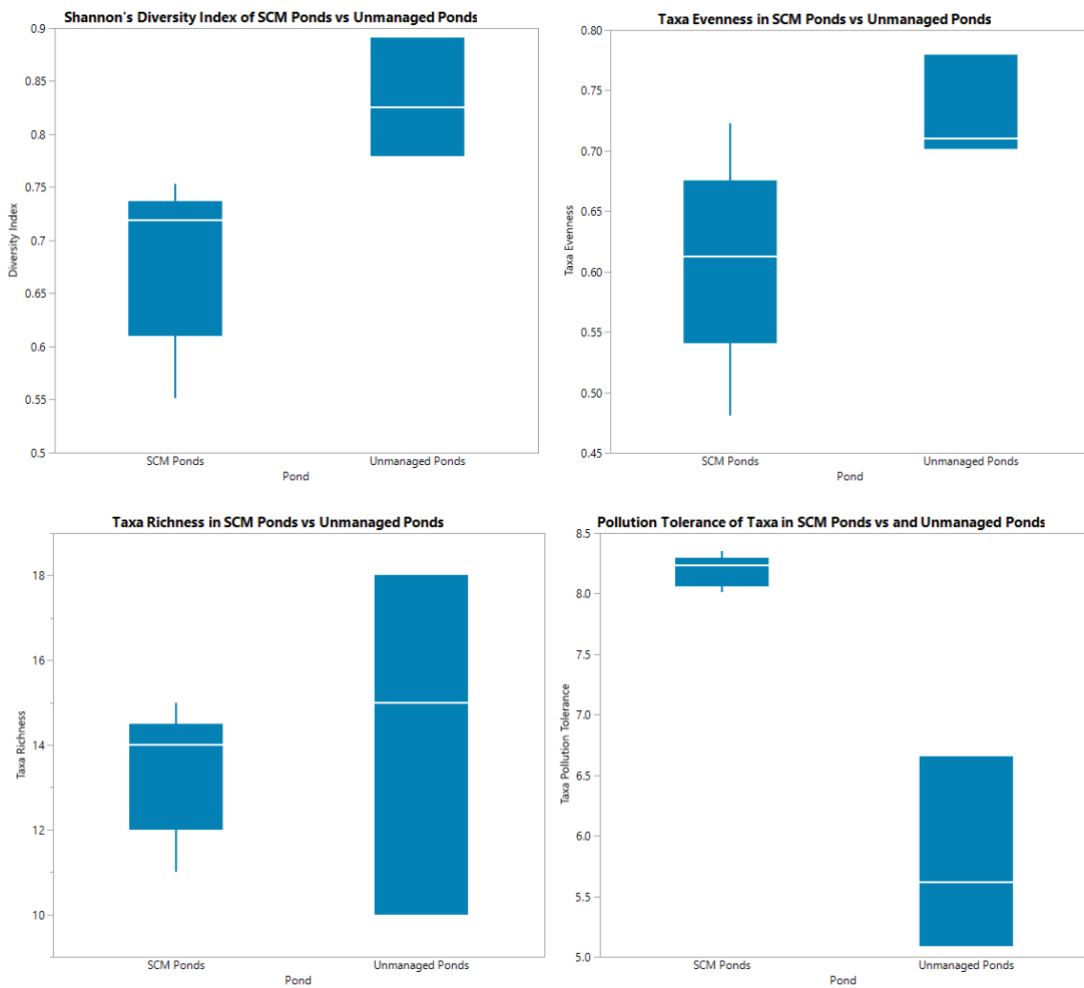 Shannon's Diversity Index of SCM Ponds vs Unmanaged Ponds
0.9
0.85
0.8
0.75
0.7
0.65
0.6
0.55
0.5
Diversity Index
SCM Ponds
Unmanaged Ponds
Pond
Taxa Evenness in SCM Ponds vs Unmanaged Ponds
0.80
0.75
0.70
0.65
0.60
0.55
0.50
0.45
Taxa Evenness
SCM Ponds
Unmanaged Ponds
Pond
Taxa Richness in SCM Ponds vs Unmanaged Ponds
18
16
14
12
10
Taxa Richness
SCM Ponds
Unmanaged Ponds
Pond
Pollution Tolerance of Taxa in SCM Ponds vs and Unmanaged Ponds
8.5
8.0
7.5
7.0
6.5
6.0
5.5
5.0
Taxa Pollution Tolerance
SCM Ponds
Unmanaged Ponds
Pond